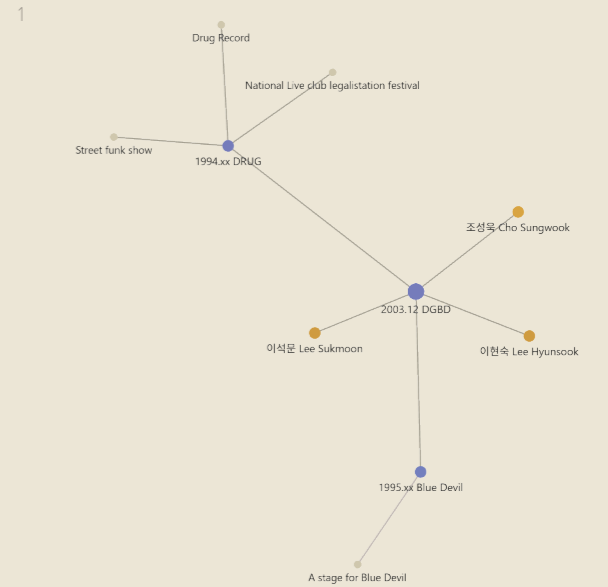 1
Drug Record
National Live club legalistation festival
Street funk show
1994.xx DRUG
조성욱 Cho Sungwook
2003.12 DGBD
이석문 Lee Sukmoon
이현숙 Lee Hyunsook
1995.xx Blue Devil
A stage for Blue Devil